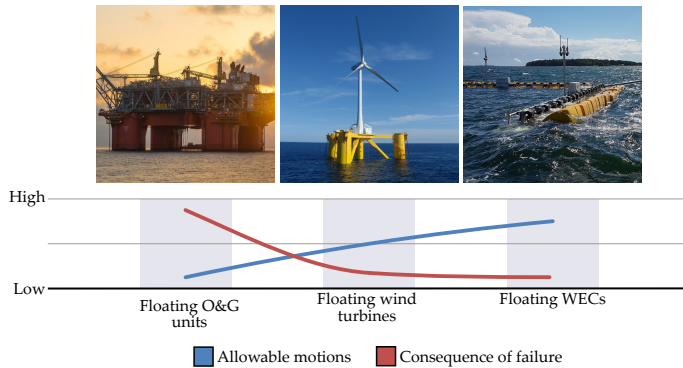 High
Low
Floating O&G
units
Floating wind
turbines
Floating WECs
Allowable motions
Consequence of failure